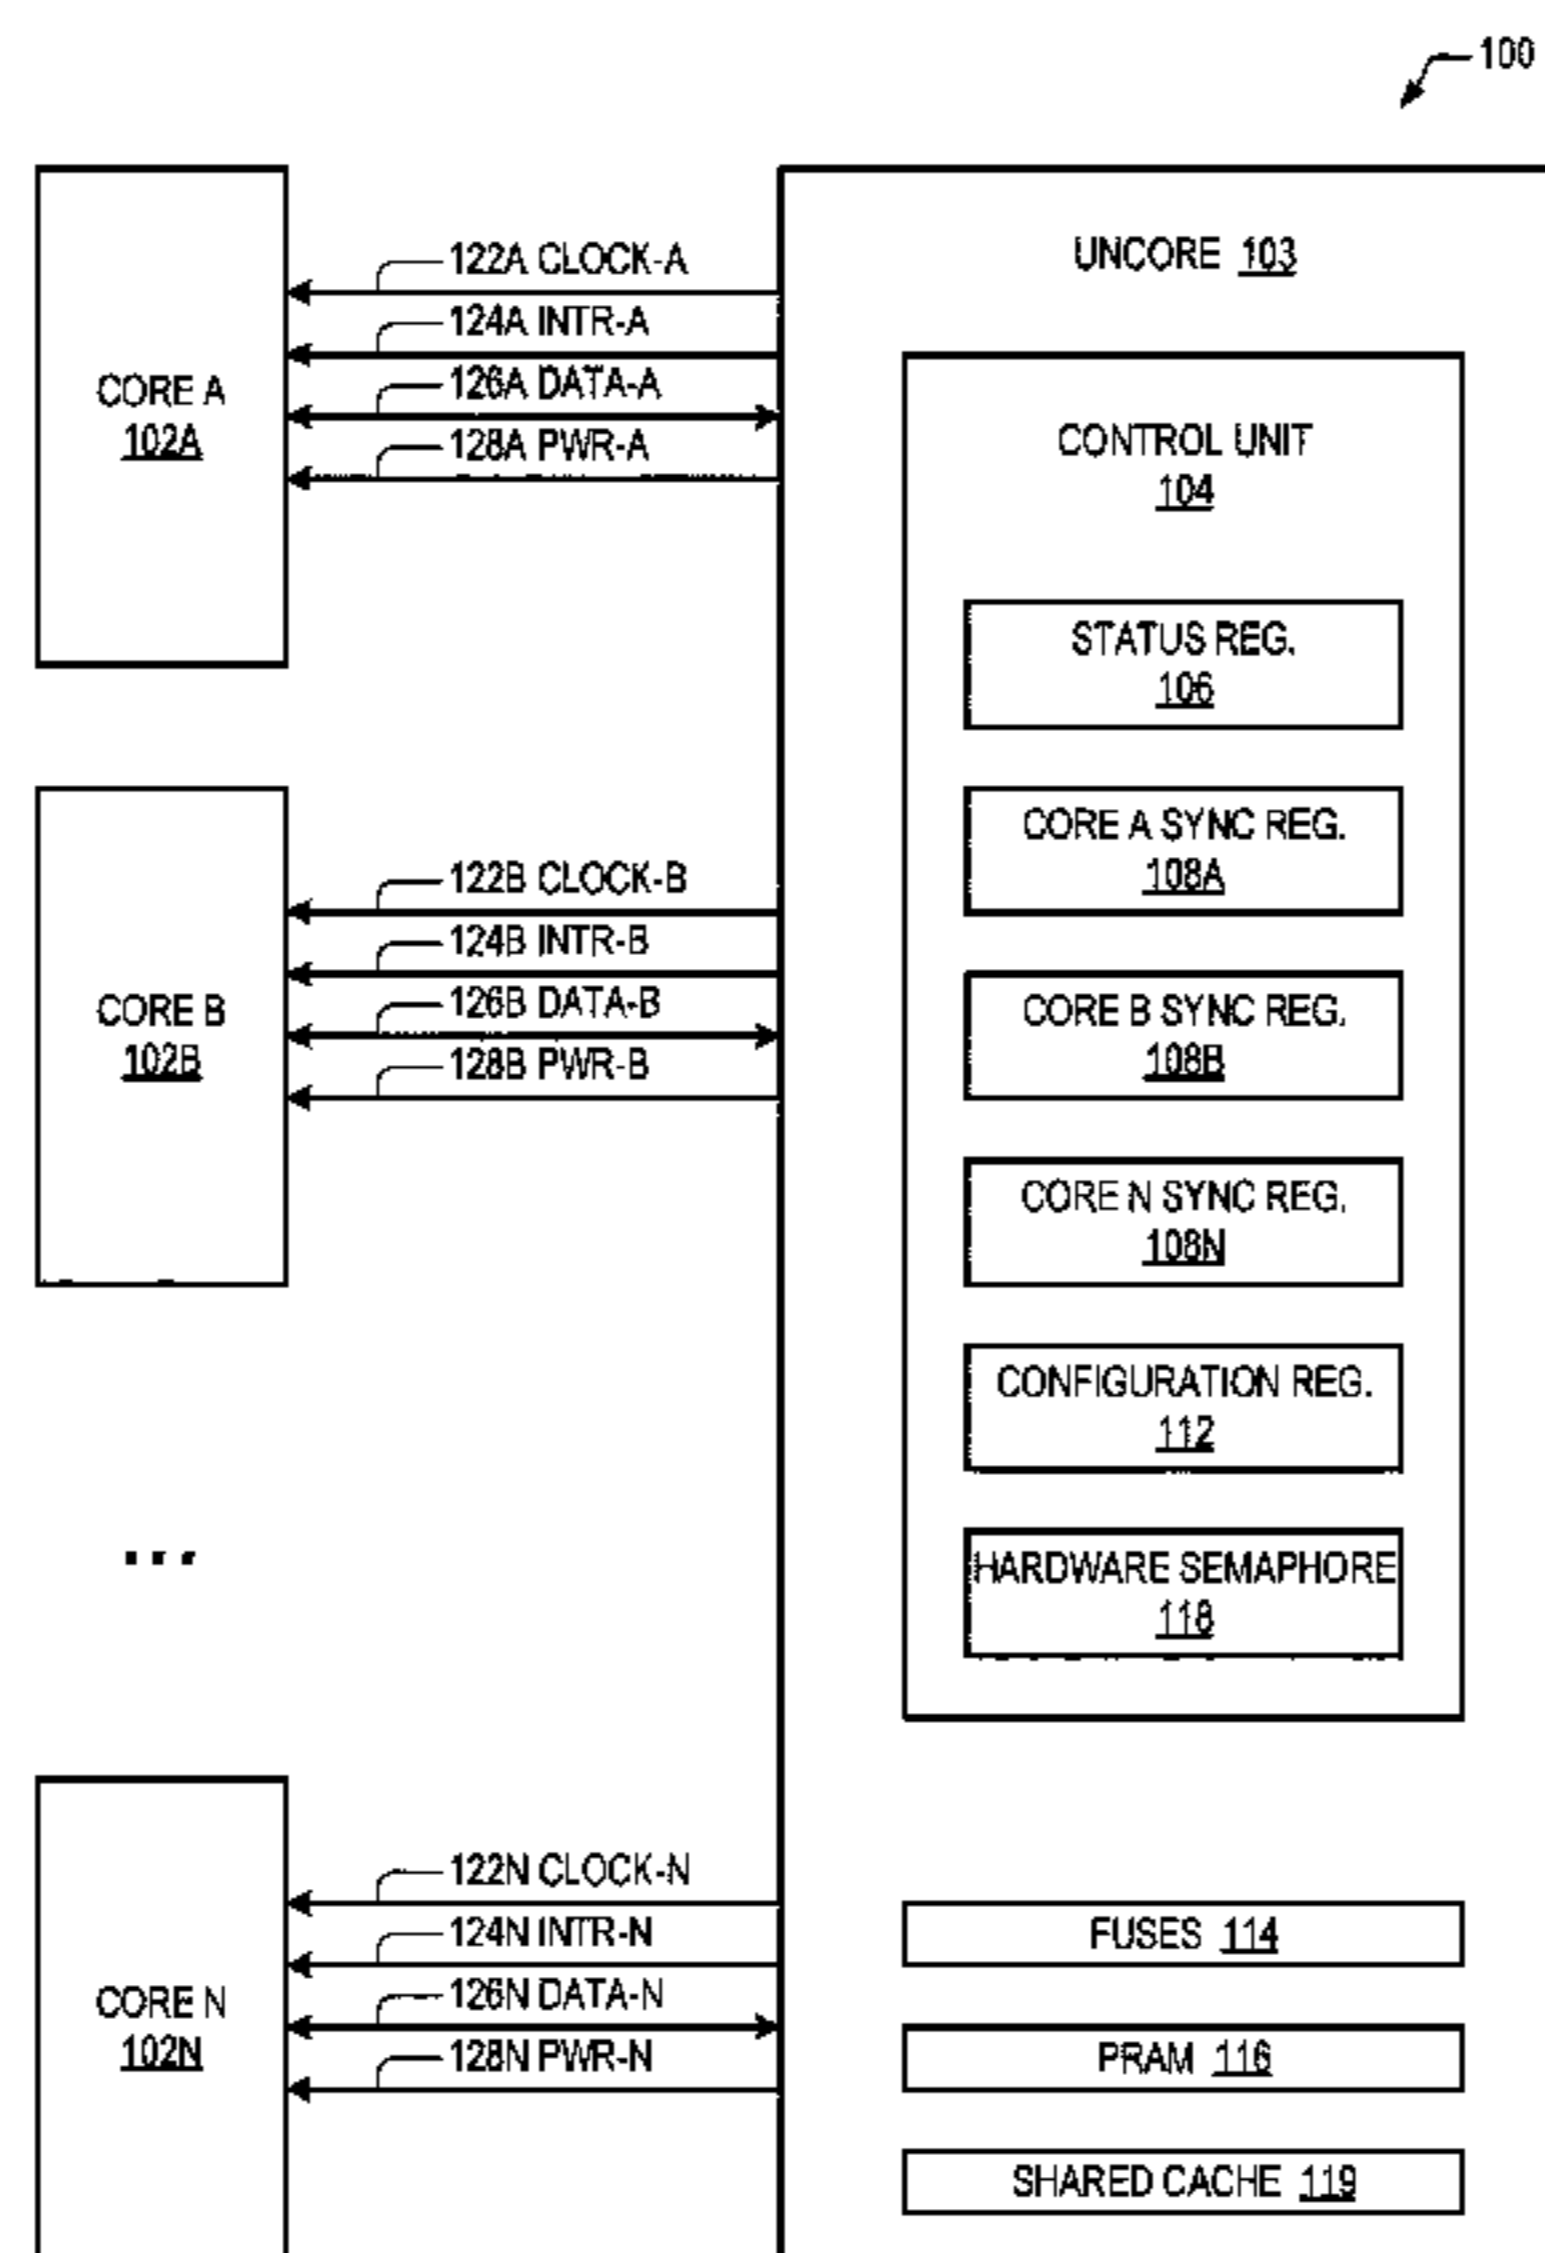 100
UNCORE 103
122A CLOCK-A
124A INTR-A
126A DATA-A
128A PWR-A
CORE A
102A
CONTROL UNIT
104
STATUS REG.
106
CORE A SYNC REG.
108A
122B CLOCK-B
124B INTR-B
126B DATA-B
128B PWR-B
CORE B
102B
CORE B SYNC REG.
108B
CORE N SYNC REG.
108N
CONFIGURATION REG.
112
...
HARDWARE SEMAPHORE
118
122N CLOCK-N
124N INTR-N
126N DATA-N
128N PWR-N
CORE N
102N
FUSES 114
PRAM 116
SHARED CACHE 119